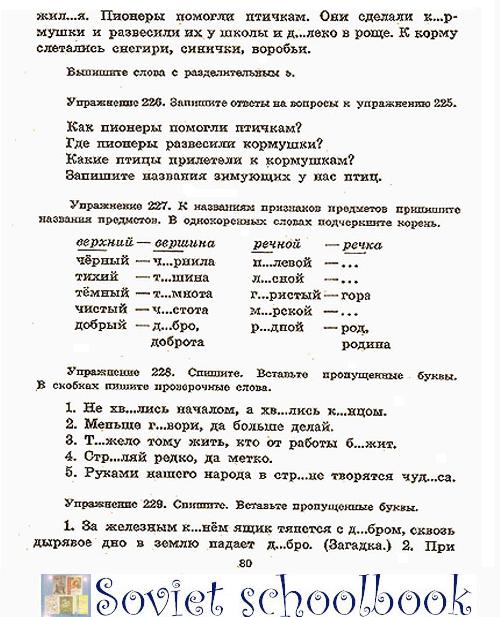 жил...я. Пионеры помогли птичкам. Они сделали к...р-
мушки и развесили их у школы и д...леко в роще. К корму
слетались снегири, синички, воробьи.
Выпишите слова с разделительным ь.
Упражнение 226. Запишите ответы на вопросы к упражнению 225.
Как пионеры помогли птичкам?
Где пионеры развесили кормушки?
Какие птицы прилетели к кормушкам?
Запишите названия зимующих у нас птиц.
Упражнение 227. К названиям признаков предметов припишите
названия предметов. В однокоренных словах подчеркните корень.
верхний — вершина речной — речка
чёрный — ч...рнила п...левой — ...
тихий — т...шина л...сной — ...
тёмный — т...мнота г...ристый — гора
чистый — ч...стота м...рской — ...
добрый — д...бро, р...дной — род,
доброта родина
Упражнение 228. Спишите. Вставьте пропущенные буквы.
В скобках пишите проверочные слова.
1. Не хв...лись началом, а хв...лись к...нцом.
2. Меньше г...вори, да больше делай.
3. Т...жело тому жить, кто от работы б...жит.
4. Стр...ляй редко, да метко.
5. Руками нашего народа в стр...не творятся чуд...са.
Упражнение 229. Спишите. Вставьте пропущенные буквы.
1. За железным к...нём ящик тянется с д...бром, сквозь
дырявое дно в землю падает д...бро. (Загадка.) 2. При
80
Soviet schoolbook